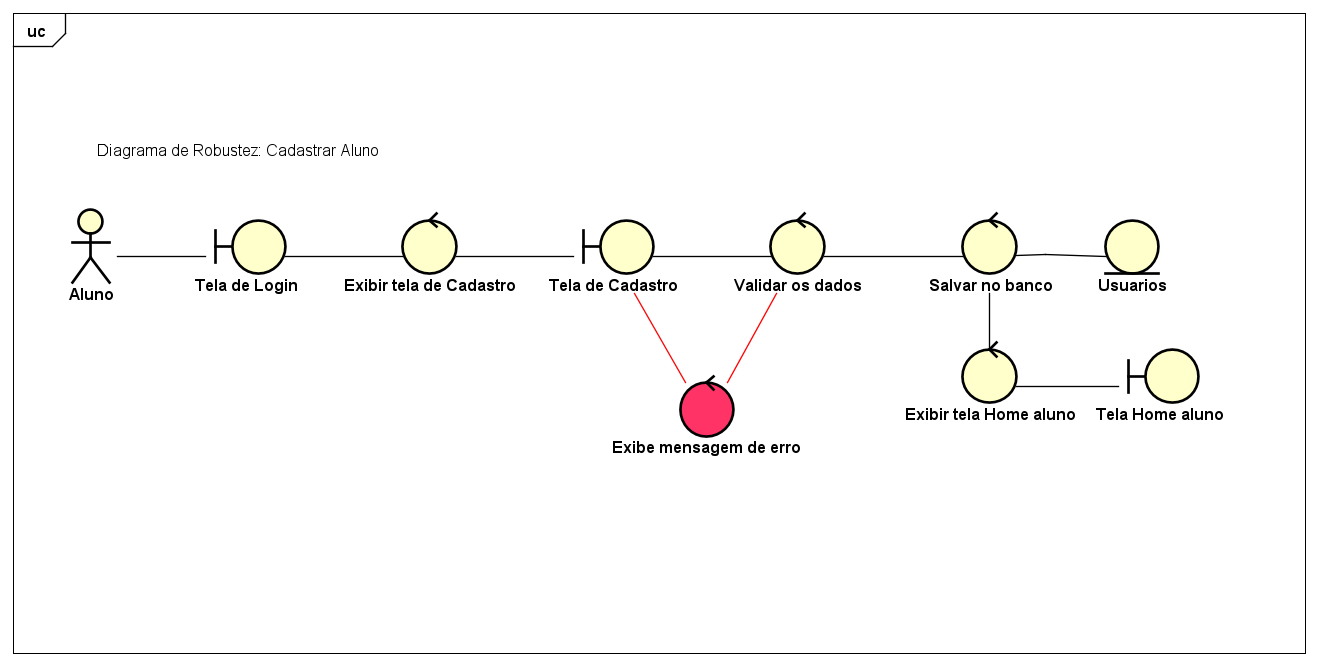 uc
Diagrama de Robustez: Cadastrar Aluno
Aluno
Tela de Login
Exibir tela de Cadastro
Tela de Cadastro
Validar os dados
Salvar no banco
Usuarios
Exibir tela Home aluno
Tela Home aluno
Exibe mensagem de erro